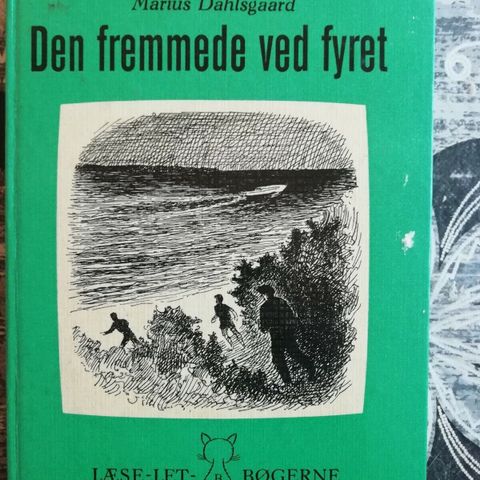 Marius Dahlsgaard
Den fremmede ved fyret
LÆSE-LET- B BØGERNE